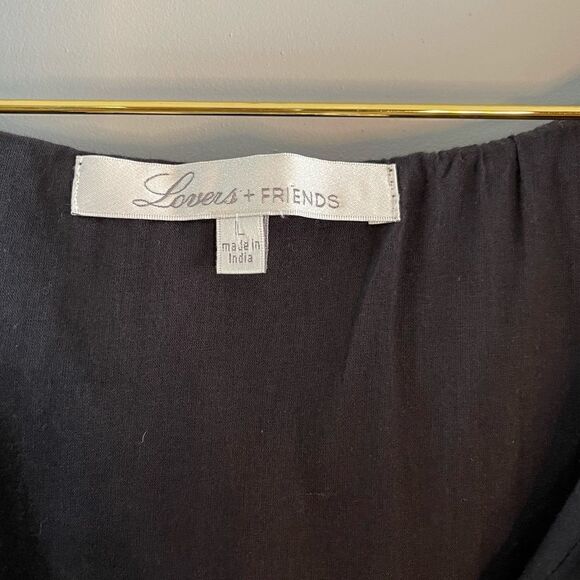 Lovers + FRIENDS
L
made in
India